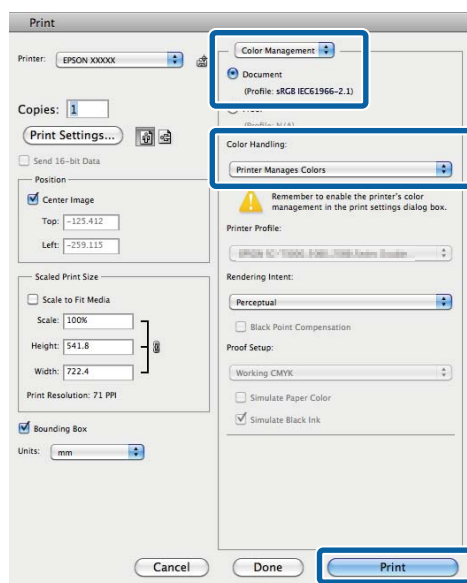 Print
Printer: EPSON XXXXX
Copies: 1
Print Settings...
Send 16-bit Data
Position
Center Image
Top: -125.412
Left: -259.115
Scaled Print Size
Scale to Fit Media
Scale: 100%
Height: 541.8
Width: 722.4
Print Resolution: 71 PPI
Bounding Box
Units: mm
Color Management
Document
(Profile: sRGB IEC61966-2.1)
Color Handling:
Printer Manages Colors
Remember to enable the printer's color
management in the print settings dialog box.
Printer Profile:
Rendering Intent:
Perceptual
Black Point Compensation
Proof Setup:
Working CMYK
Simulate Paper Color
Simulate Black Ink
Cancel
Done
Print